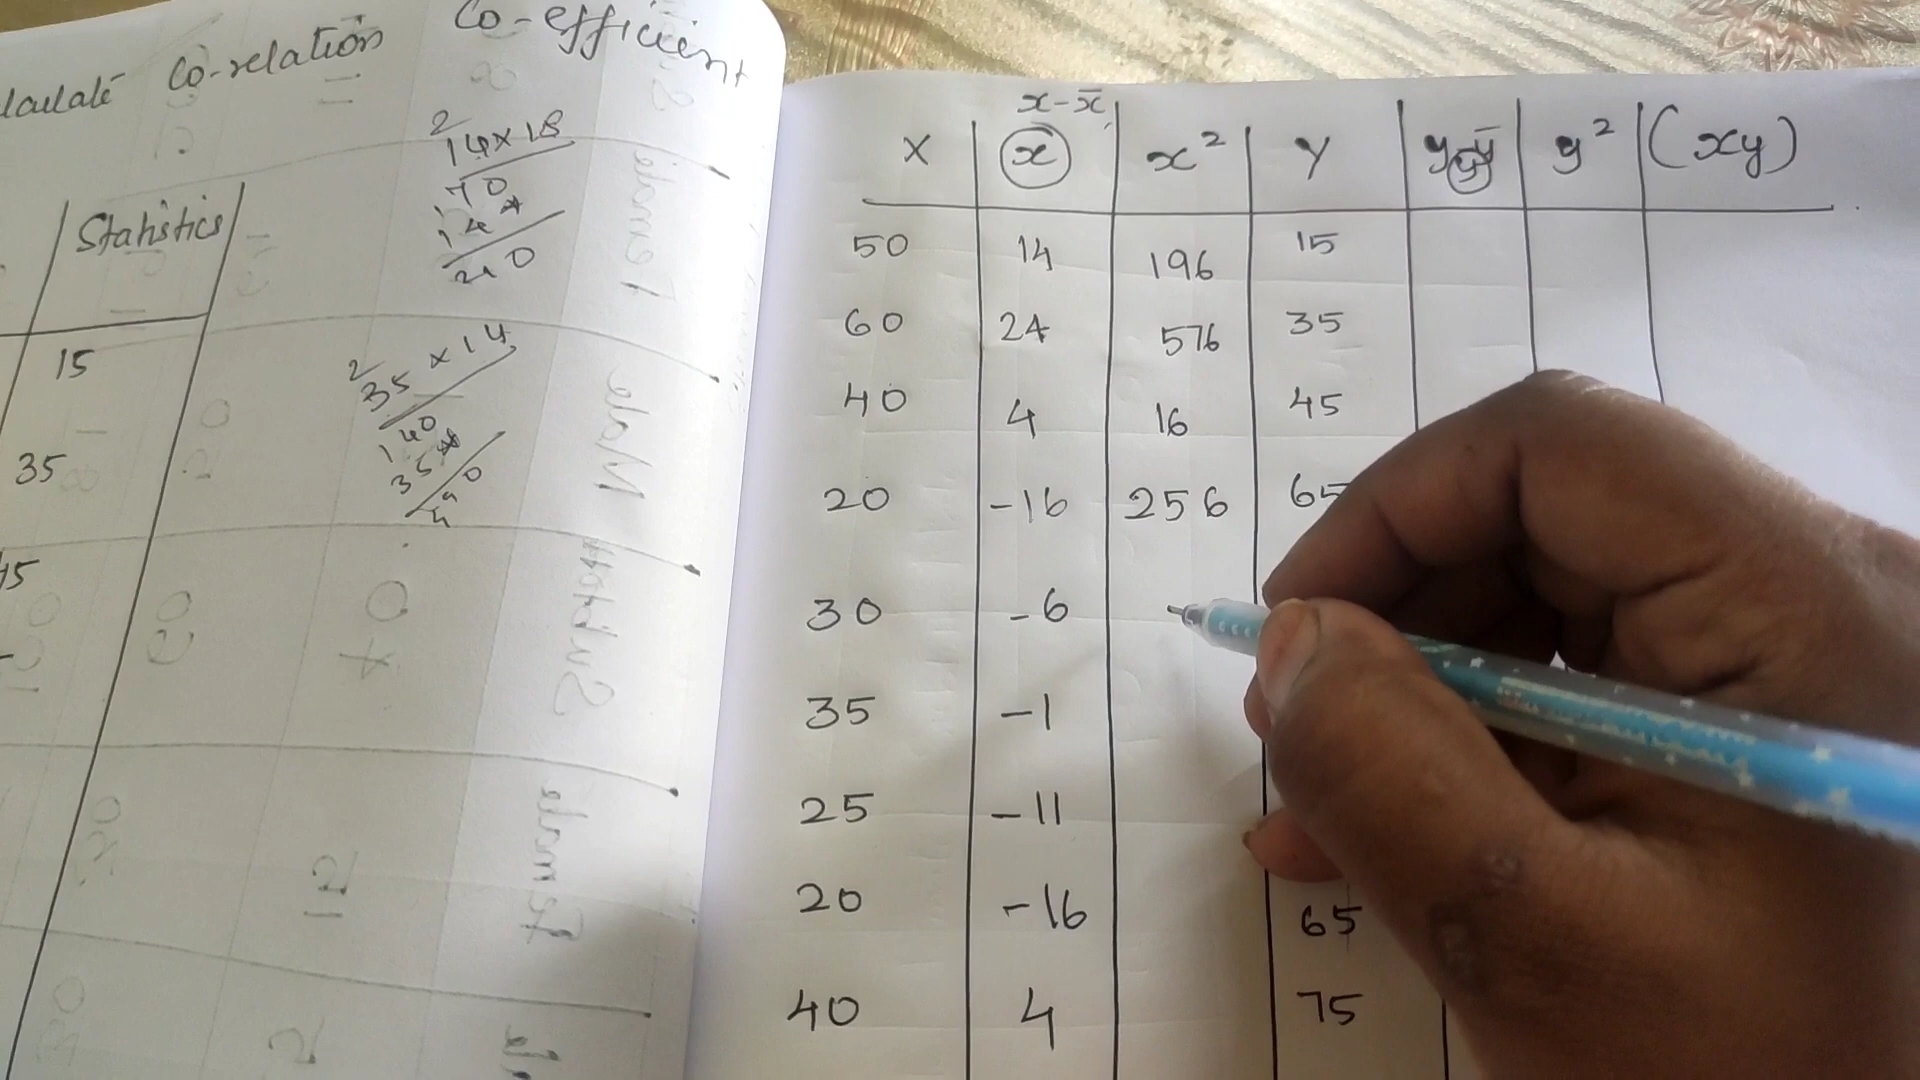 Co-relation Co-efficient
Statistics
15
35
14 x 18
35 x 14
140
x - x̄
X x x² Y y² (xy)
50 14 196 15
60 24 576 35
40 4 16 45
20 -16 256 65
30 -6
35 -1
25 -11
20 -16 65
40 4 75